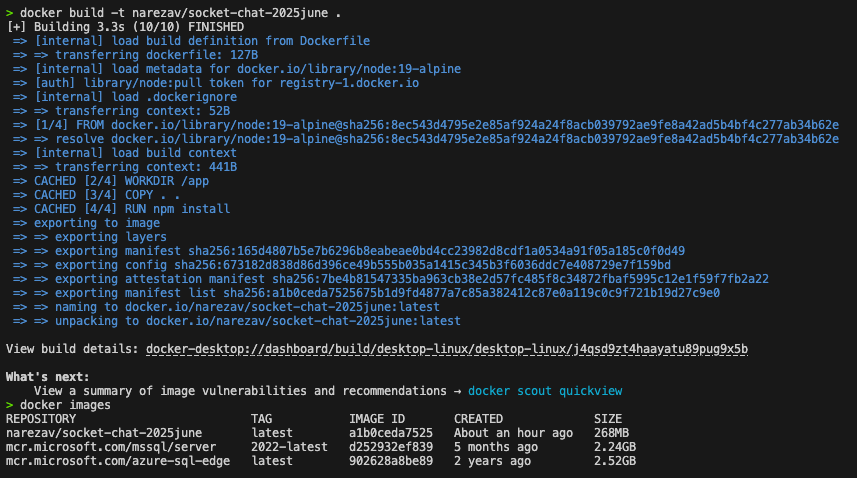 > docker build -t narezav/socket-chat-2025june .
[+] Building 3.3s (10/10) FINISHED
=> [internal] load build definition from Dockerfile
=> => transferring dockerfile: 127B
=> [internal] load metadata for docker.io/library/node:19-alpine
=> [auth] library/node:pull token for registry-1.docker.io
=> [internal] load .dockerignore
=> => transferring context: 52B
=> [1/4] FROM docker.io/library/node:19-alpine@sha256:8ec543d4795e2e85af924a24f8acb039792ae9fe8a42ad5b4bf4c277ab34b62e
=> => resolve docker.io/library/node:19-alpine@sha256:8ec543d4795e2e85af924a24f8acb039792ae9fe8a42ad5b4bf4c277ab34b62e
=> [internal] load build context
=> => transferring context: 441B
=> CACHED [2/4] WORKDIR /app
=> CACHED [3/4] COPY . .
=> CACHED [4/4] RUN npm install
=> exporting to image
=> => exporting layers
=> => exporting manifest sha256:165d4807b5e7b6296b8eabeae0bd4cc23982d8cdf1a0534a91f05a185c0f0d49
=> => exporting config sha256:673182d838d86d396ce49b555b035a1415c345b3f6036ddc7e408729e7f159bd
=> => exporting attestation manifest sha256:7be4b81547335ba963cb38e2d57fc485f8c34872fbaf5995c12e1f59f7fb2a22
=> => exporting manifest list sha256:a1b0ceda7525675b1d9fd4877a7c85a382412c87e0a119c0c9f721b19d27c9e0
=> => naming to docker.io/narezav/socket-chat-2025june:latest
=> => unpacking to docker.io/narezav/socket-chat-2025june:latest
View build details: docker-desktop://dashboard/build/desktop-linux/desktop-linux/j4qsd9zt4haayatu89pug9x5b
What's next:
View a summary of image vulnerabilities and recommendations → docker scout quickview
> docker images
REPOSITORY TAG IMAGE ID CREATED SIZE
narezav/socket-chat-2025june latest a1b0ceda7525 About an hour ago 268MB
mcr.microsoft.com/mssql/server 2022-latest d252932ef839 5 months ago 2.24GB
mcr.microsoft.com/azure-sql-edge latest 902628a8be89 2 years ago 2.52GB